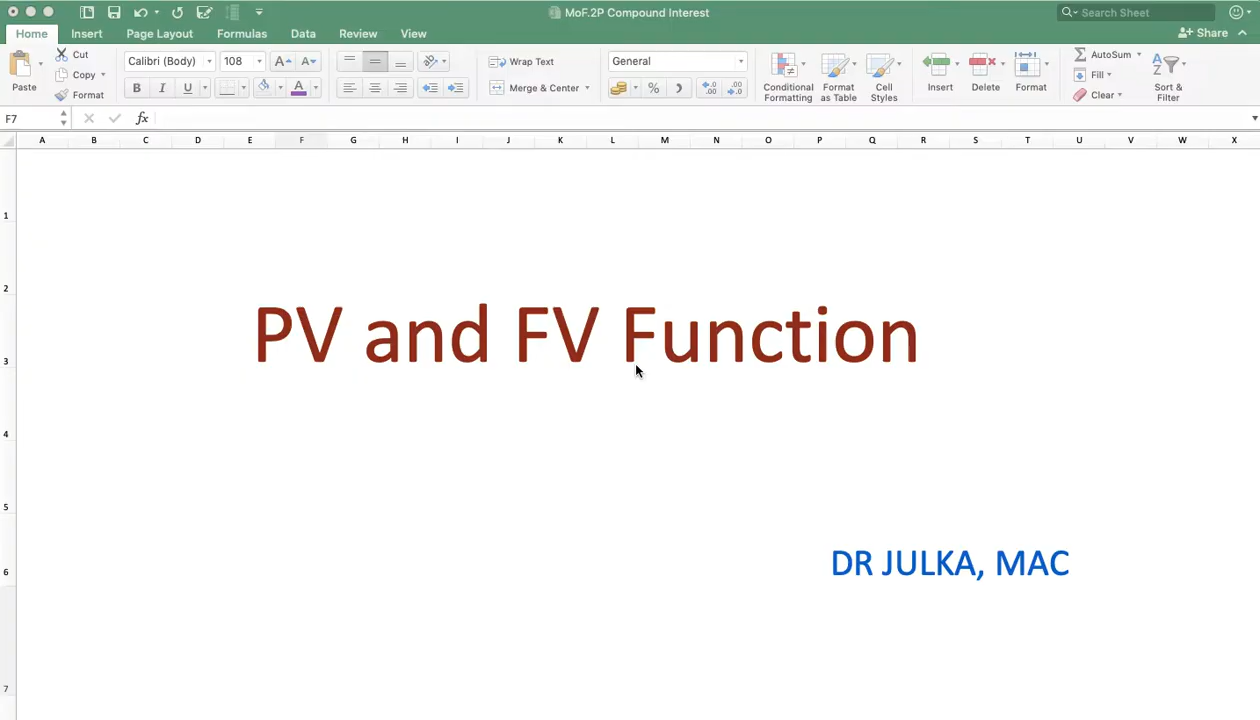 MoF.2P Compound Interest
Search Sheet
Home Insert Page Layout Formulas Data Review View
Share
Cut
Calibri (Body) 108 A A
Wrap Text
General
AutoSum
Copy
Fill
Paste Format B I U A
Merge & Center
%
Conditional Formatting
Format as Table
Cell Styles
Insert Delete Format
Clear
Sort & Filter
F7 fx
A B C D E F G H I J K L M N O P Q R S T U V W X
1
2
PV and FV Function
3
4
5
DR JULKA, MAC
6
7